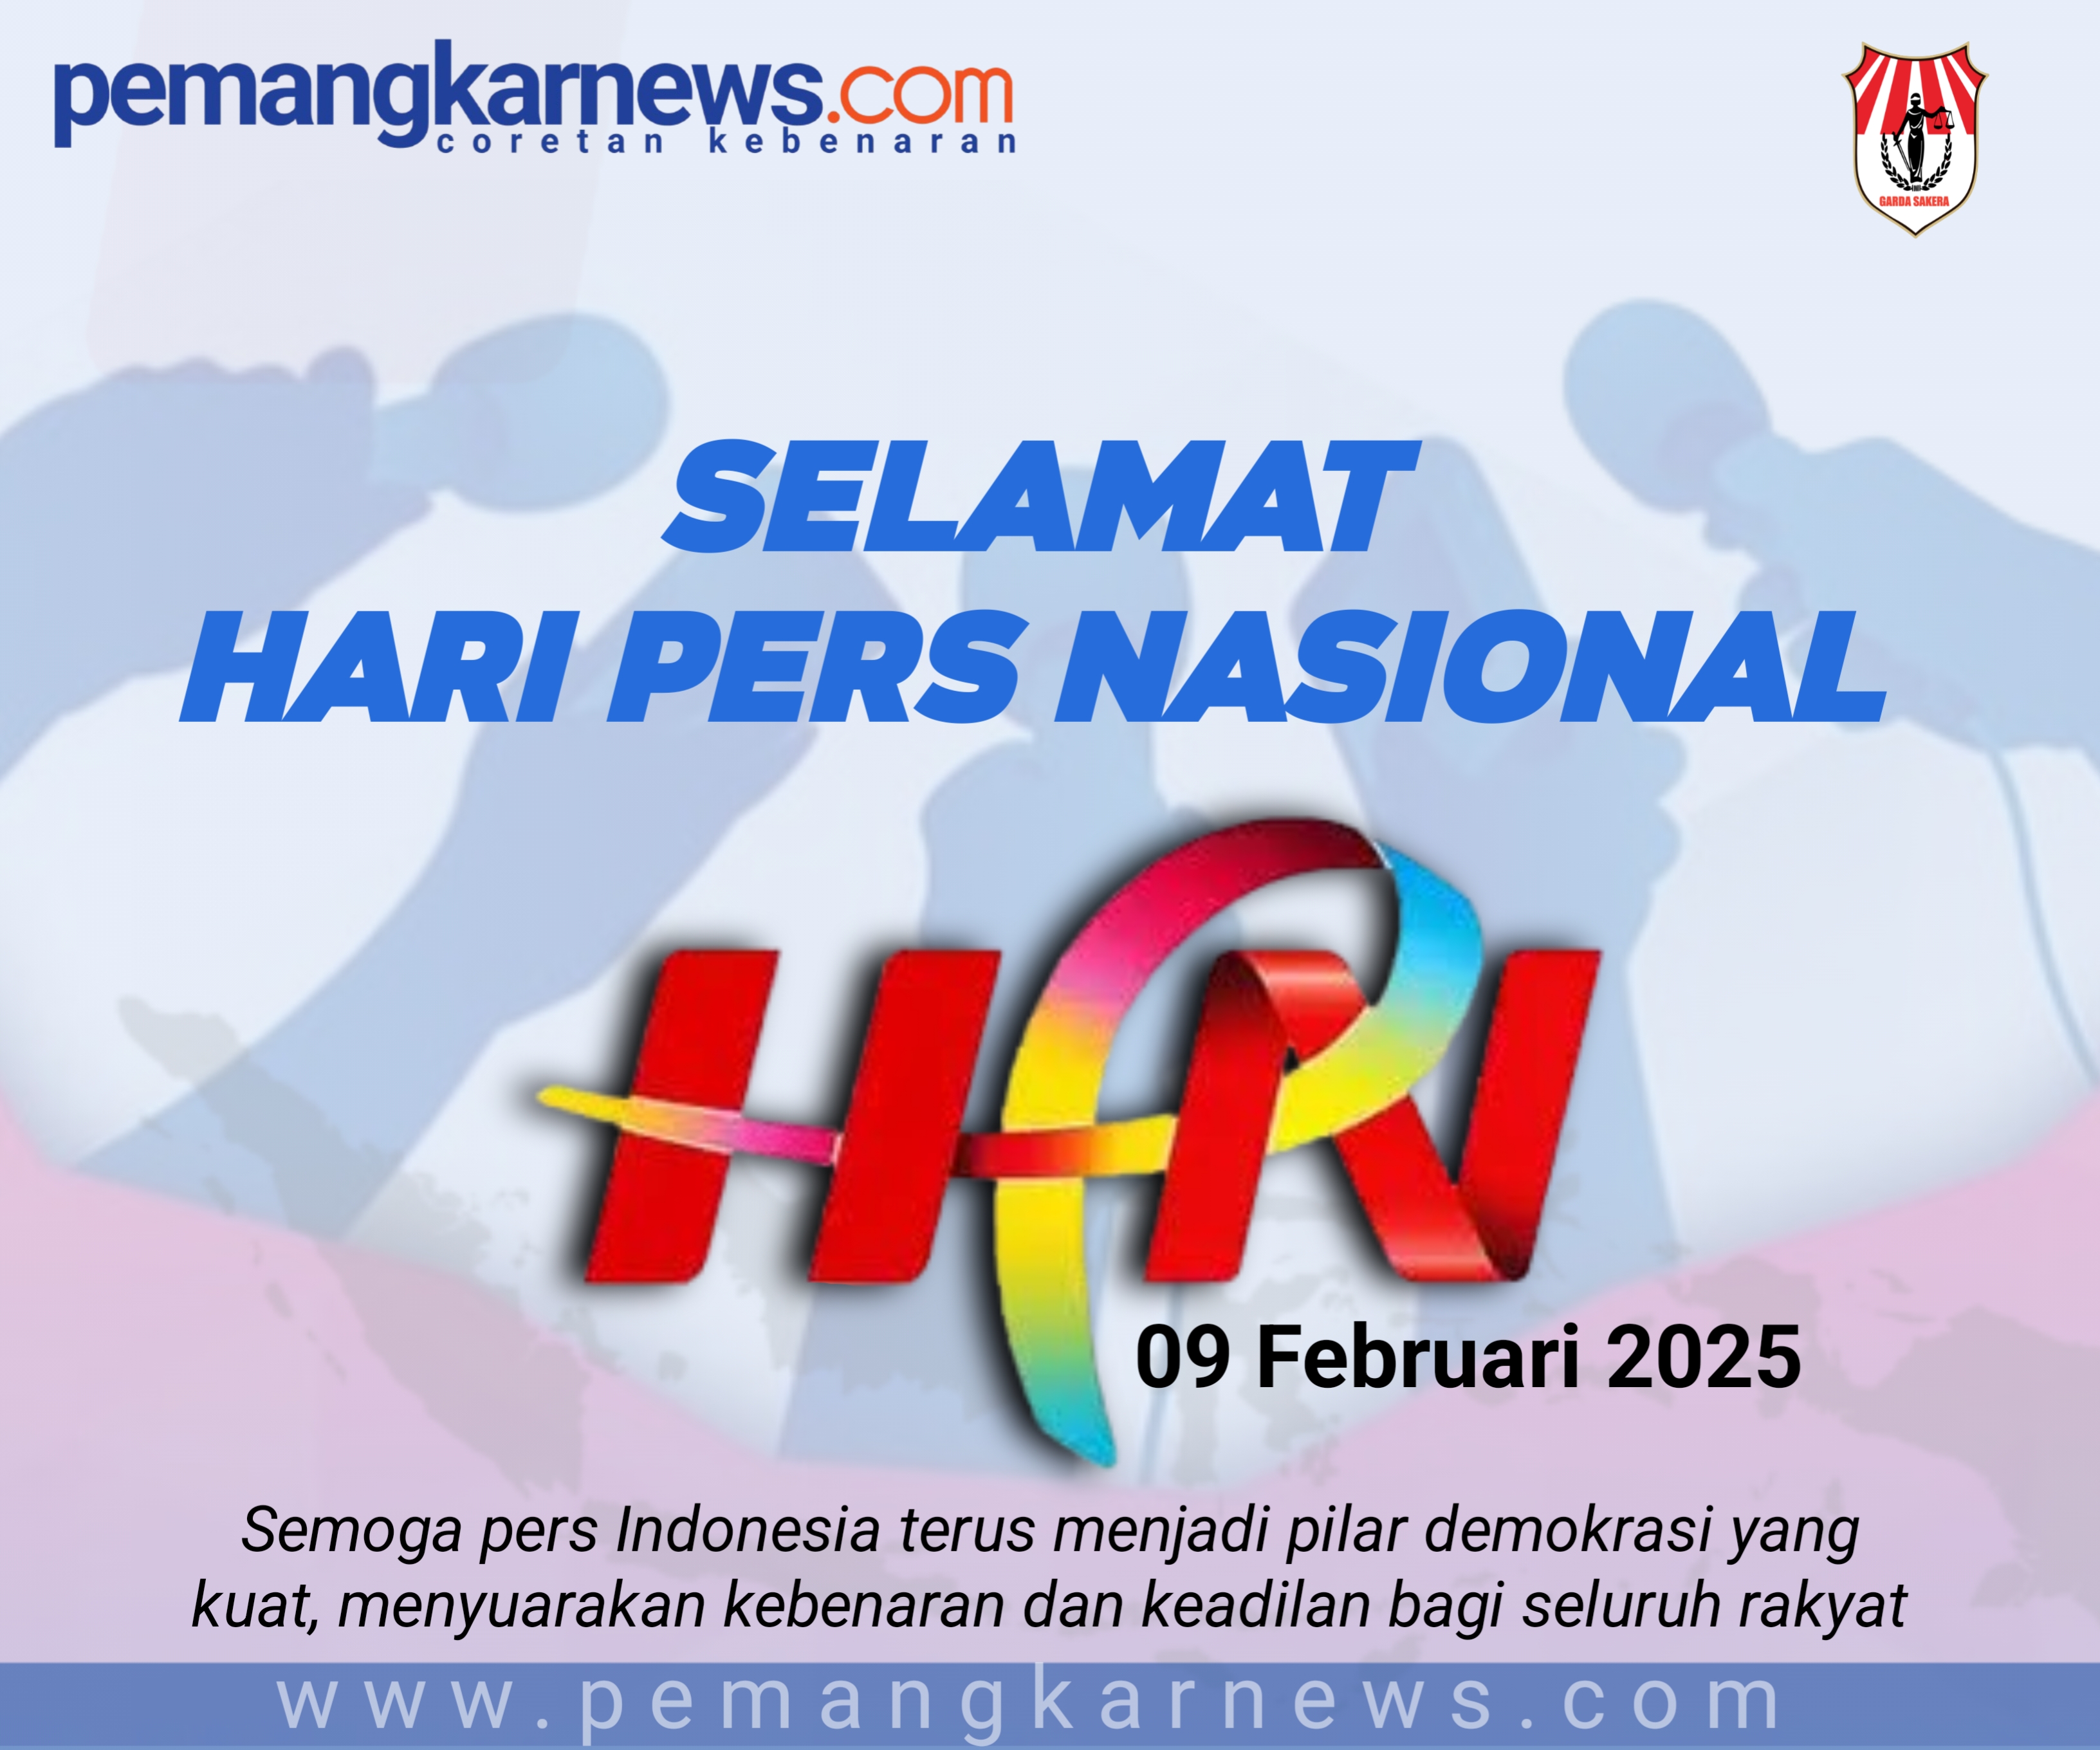 pemangkarnews.com
coretan kebenaran
GARDA SAKERA
SELAMAT
HARI PERS NASIONAL
HPN
09 Februari 2025
Semoga pers Indonesia terus menjadi pilar demokrasi yang
kuat, menyuarakan kebenaran dan keadilan bagi seluruh rakyat
www.pemangkarnews.com